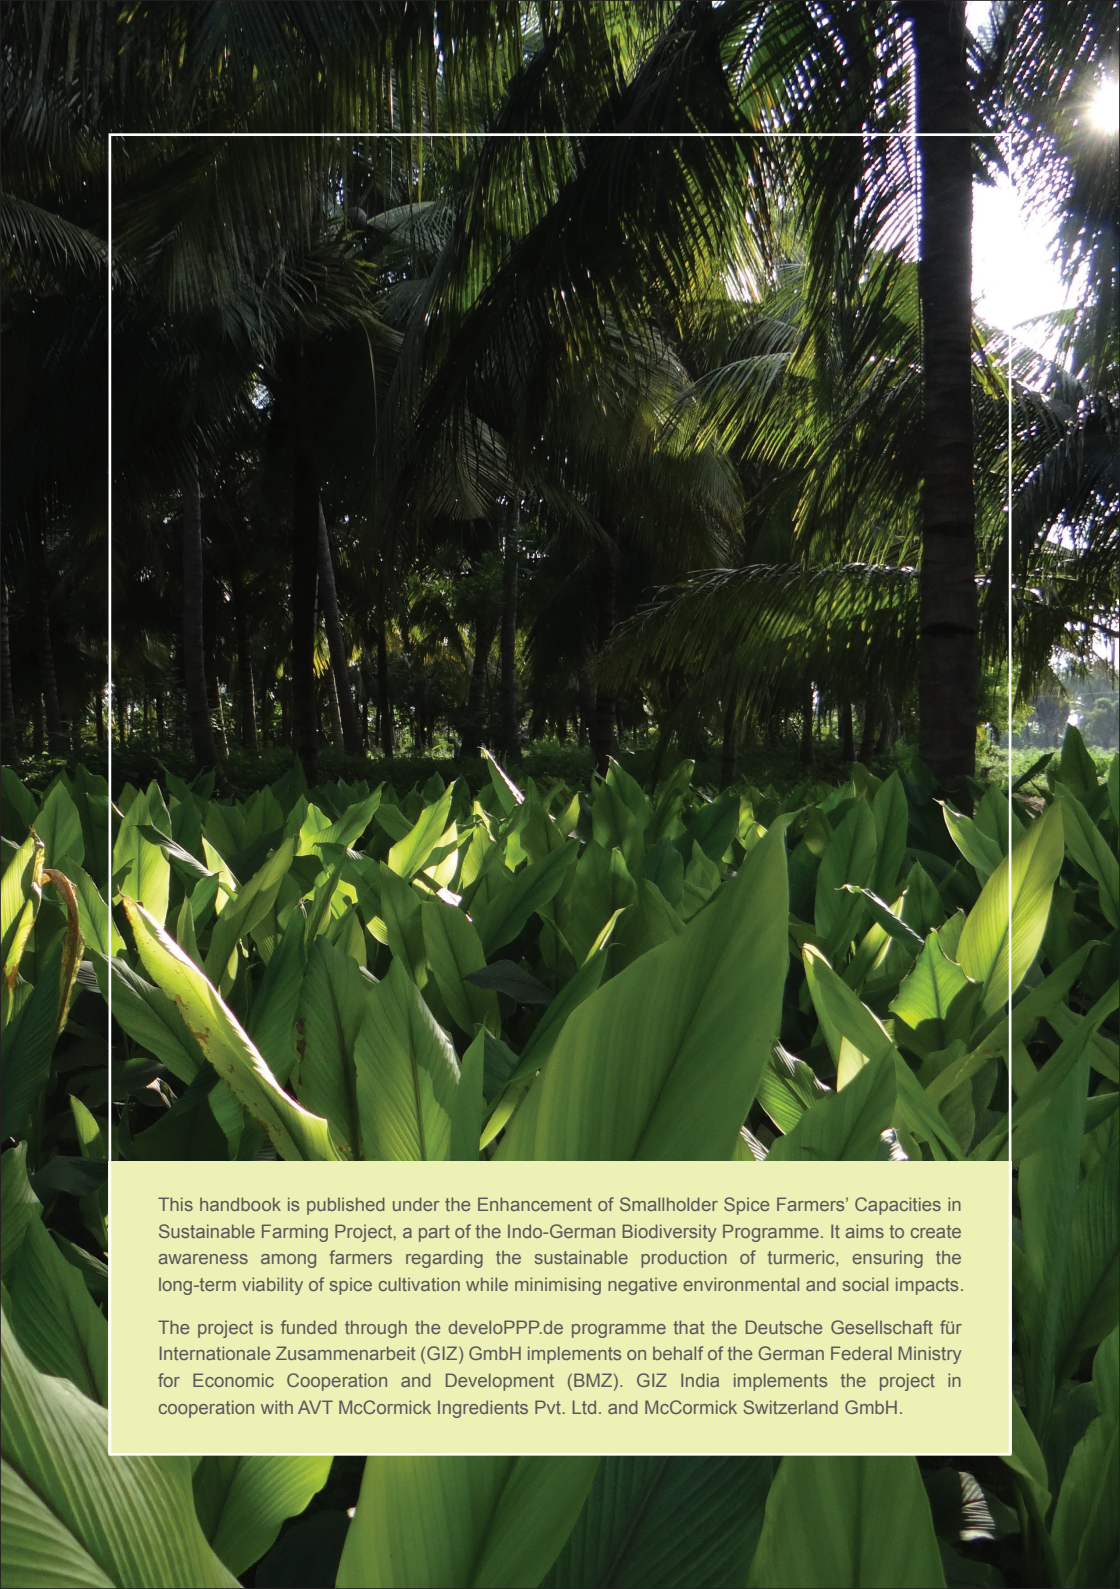 This handbook is published under the Enhancement of Smallholder Spice Farmers’ Capacities in
Sustainable Farming Project, a part of the Indo-German Biodiversity Programme. It aims to create
awareness among farmers regarding the sustainable production of turmeric, ensuring the
long-term viability of spice cultivation while minimising negative environmental and social impacts.
The project is funded through the develoPPP.de programme that the Deutsche Gesellschaft für
Internationale Zusammenarbeit (GIZ) GmbH implements on behalf of the German Federal Ministry
for Economic Cooperation and Development (BMZ). GIZ India implements the project in
cooperation with AVT McCormick Ingredients Pvt. Ltd. and McCormick Switzerland GmbH.